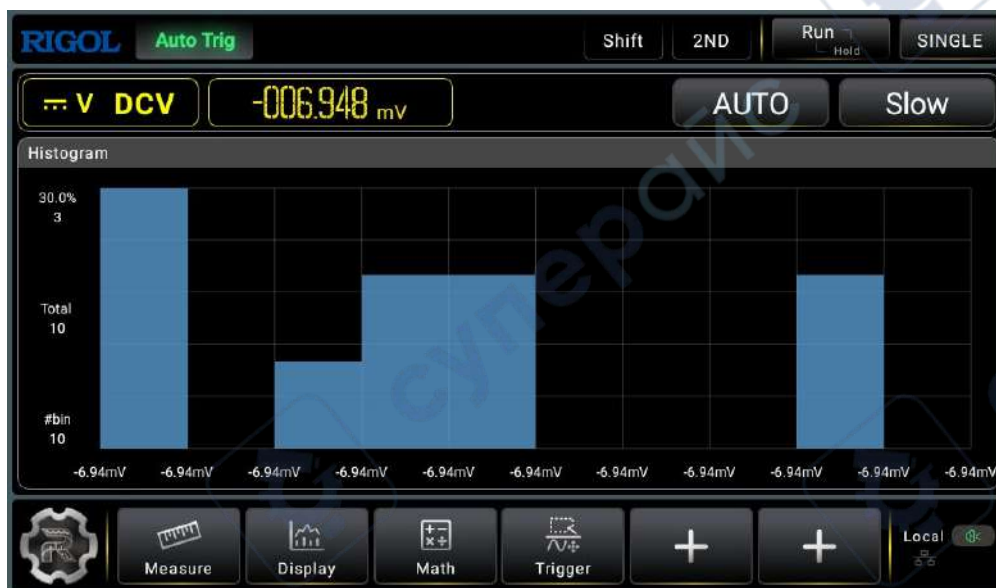 RIGOL Auto Trig Shift 2ND Run Hold SINGLE
V DCV -006.948 mV AUTO Slow
Histogram
30.0%
3
Total
10
#bin
10
-6.94mV -6.94mV -6.94mV -6.94mV -6.94mV -6.94mV -6.94mV -6.94mV -6.94mV -6.94mV -6.94mV
Measure Display Math Trigger + + Local
суперайс